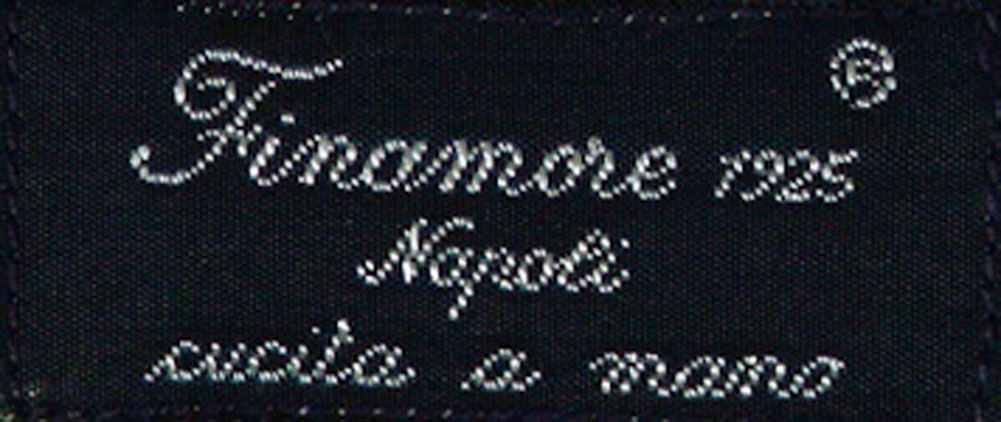 Finamore 1925 ®
Napoli
cucita a mano